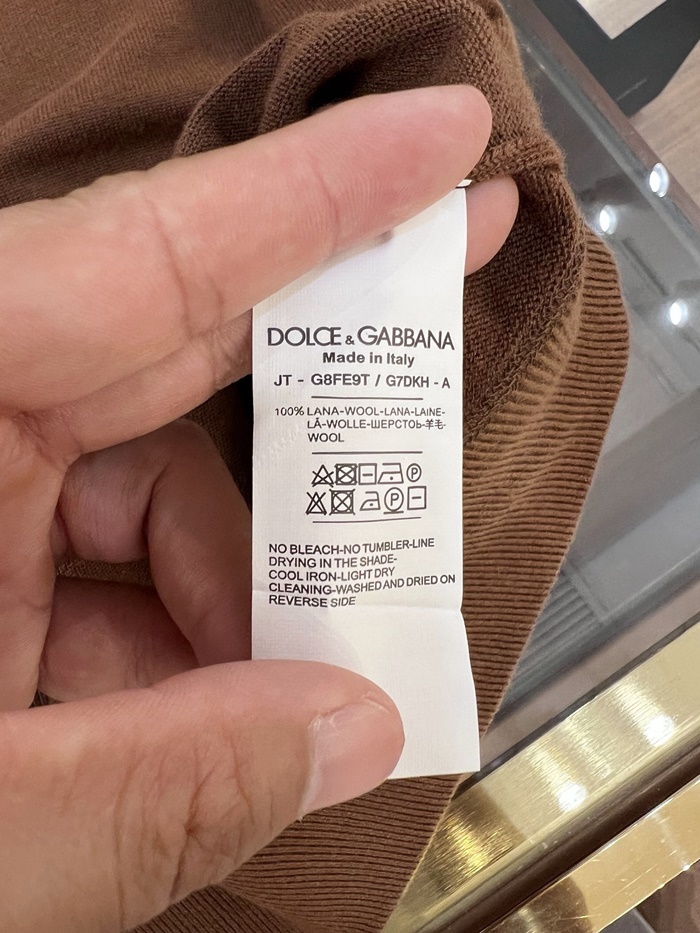 DOLCE & GABBANA
Made in Italy
JT - G8FE9T / G7DKH - A
100% LANA-WOOL-LANA-LAINE-
LÃ-WOLLE-ШЕРСТОЬ-羊毛-
WOOL
P
P
NO BLEACH-NO TUMBLER-LINE
DRYING IN THE SHADE-
COOL IRON-LIGHT DRY
CLEANING-WASHED AND DRIED ON
REVERSE SIDE